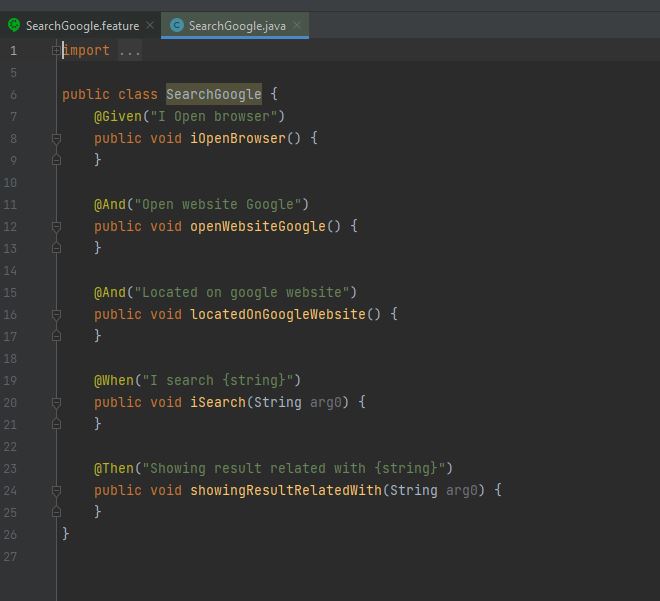 SearchGoogle.feature SearchGoogle.java
1 import ...
5
6 public class SearchGoogle {
7 @Given("I Open browser")
8 public void iOpenBrowser() {
9 }
10
11 @And("Open website Google")
12 public void openWebsiteGoogle() {
13 }
14
15 @And("Located on google website")
16 public void locatedOnGoogleWebsite() {
17 }
18
19 @When("I search {string}")
20 public void iSearch(String arg0) {
21 }
22
23 @Then("Showing result related with {string}")
24 public void showingResultRelatedWith(String arg0) {
25 }
26 }
27